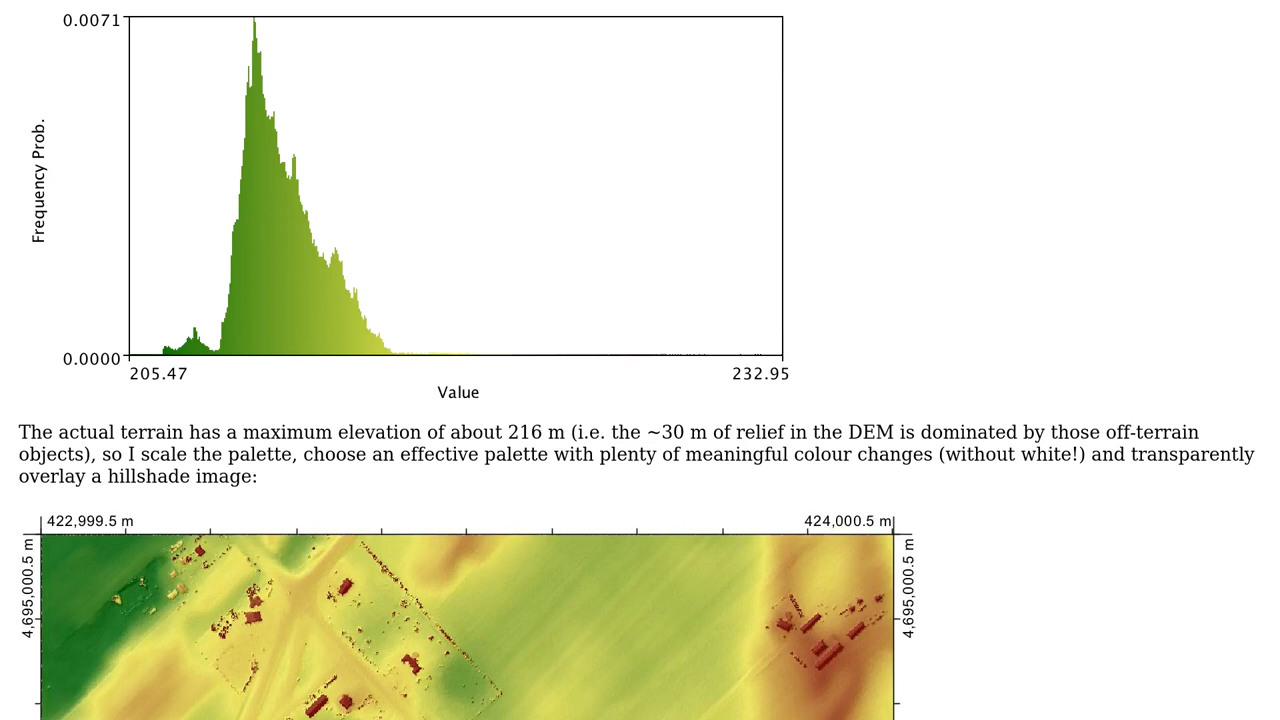 0.0071
Frequency Prob.
0.0000
205.47
232.95
Value
The actual terrain has a maximum elevation of about 216 m (i.e. the ~30 m of relief in the DEM is dominated by those off-terrain
objects), so I scale the palette, choose an effective palette with plenty of meaningful colour changes (without white!) and transparently
overlay a hillshade image:
422,999.5 m
424,000.5 m
4,695,000.5 m
4,695,000.5 m